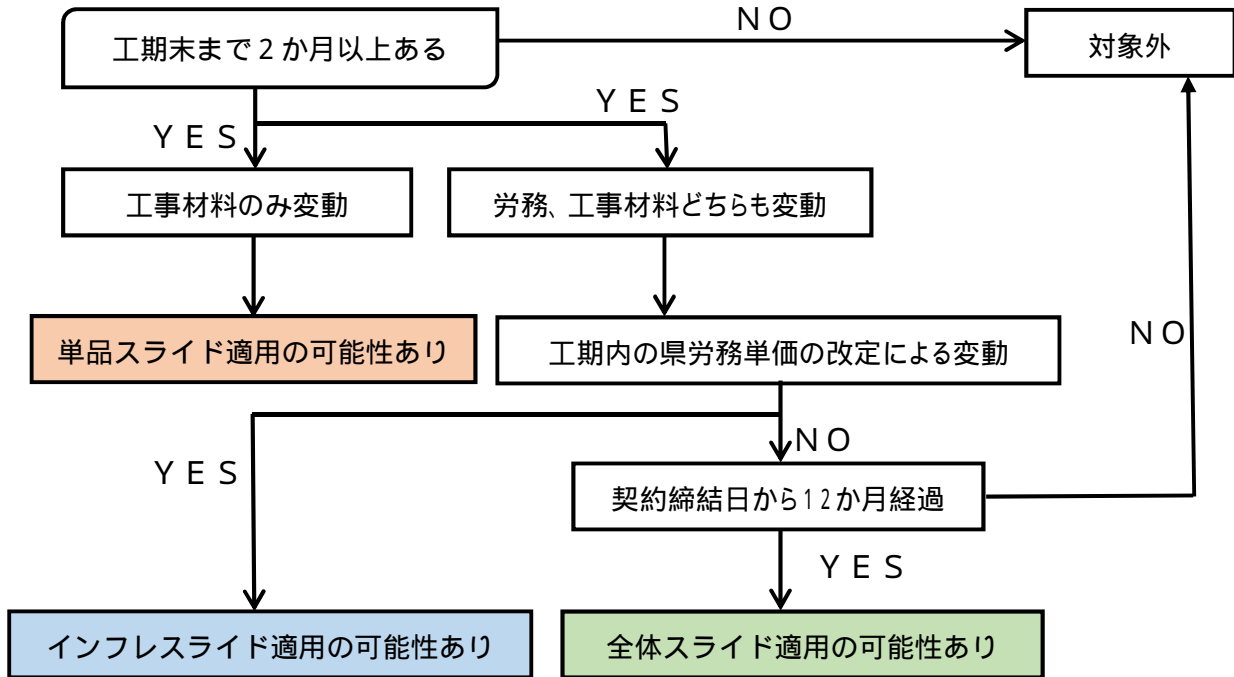 ＮＯ
工期末まで２か月以上ある
対象外
ＹＥＳ
ＹＥＳ
工事材料のみ変動
労務、工事材料どちらも変動
ＮＯ
単品スライド適用の可能性あり
工期内の県労務単価の改定による変動
ＮＯ
ＹＥＳ
契約締結日から12か月経過
ＹＥＳ
インフレスライド適用の可能性あり
全体スライド適用の可能性あり